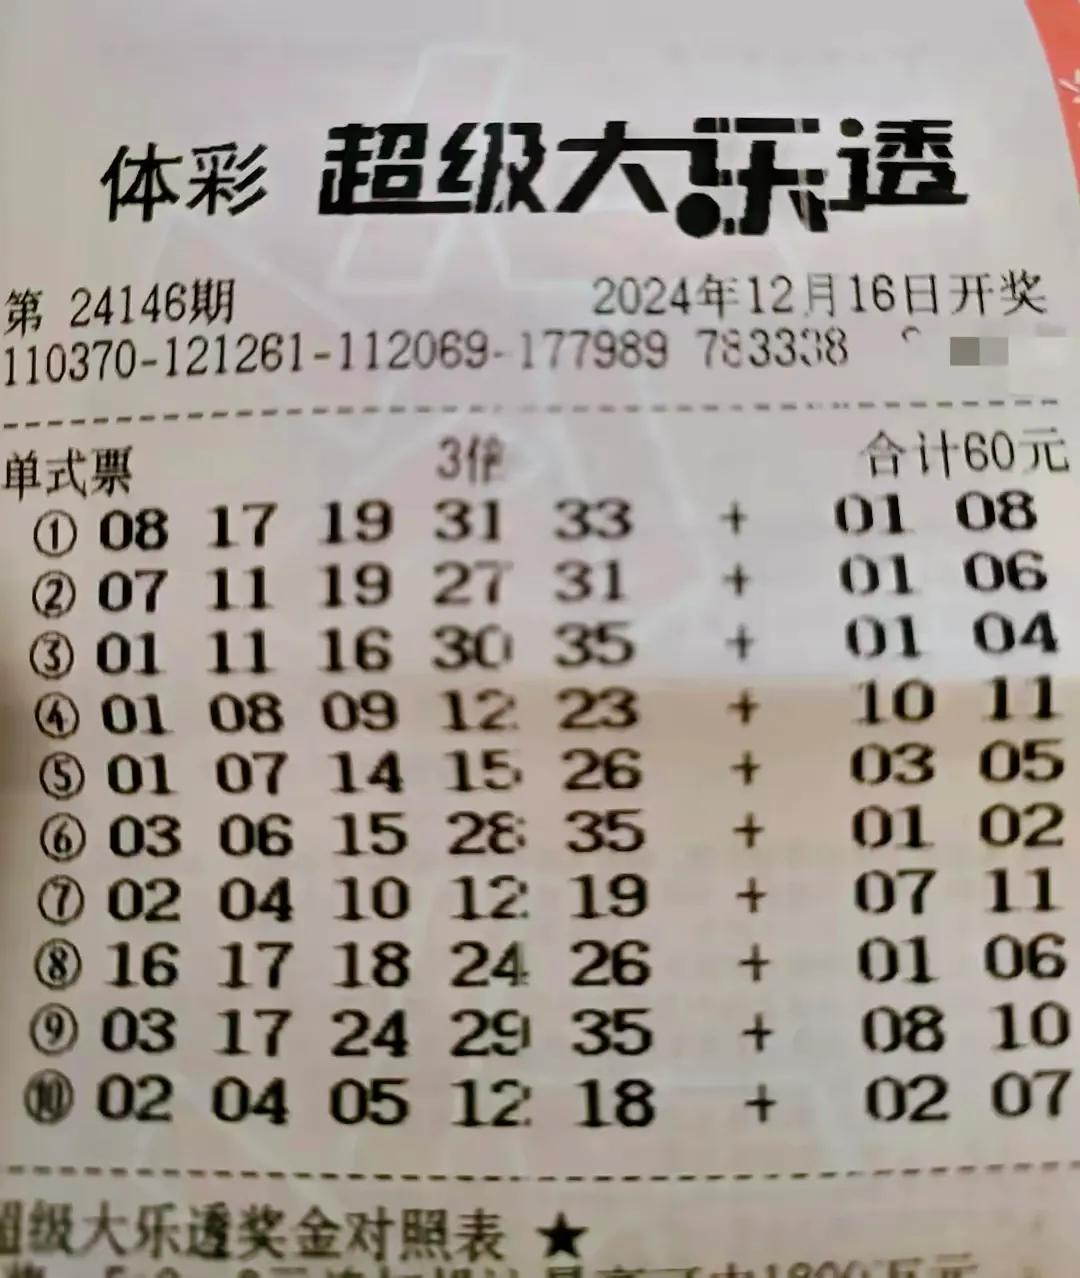 体彩 超级大乐透
第 24146期 2024年12月16日开奖
110370-121261-112069-177989 783338
单式票 3倍 合计60元
① 08 17 19 31 33 + 01 08
② 07 11 19 27 31 + 01 06
③ 01 11 16 30 35 + 01 04
④ 01 08 09 12 23 + 10 11
⑤ 01 07 14 15 26 + 03 05
⑥ 03 06 15 28 35 + 01 02
⑦ 02 04 10 12 19 + 07 11
⑧ 16 17 18 24 26 + 01 06
⑨ 03 17 24 29 35 + 08 10
⑩ 02 04 05 12 18 + 02 07
超级大乐透奖金对照表 ★
1800万元